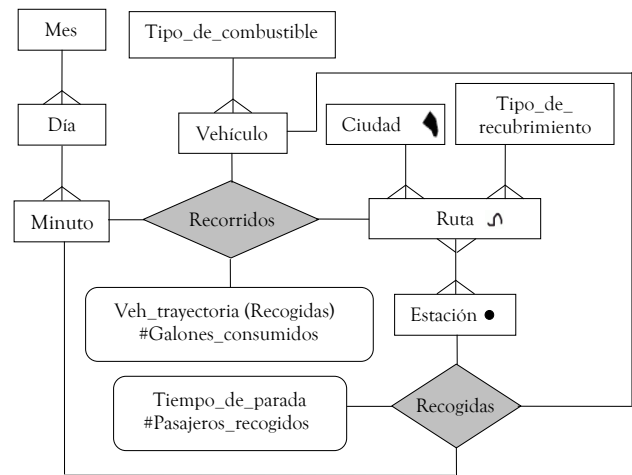 Mes
Tipo_de_combustible
Día
Vehículo
Ciudad
Tipo_de_
recubrimiento
Minuto
Recorridos
Ruta
Veh_trayectoria (Recogidas)
#Galones_consumidos
Estación
Tiempo_de_parada
#Pasajeros_recogidos
Recogidas